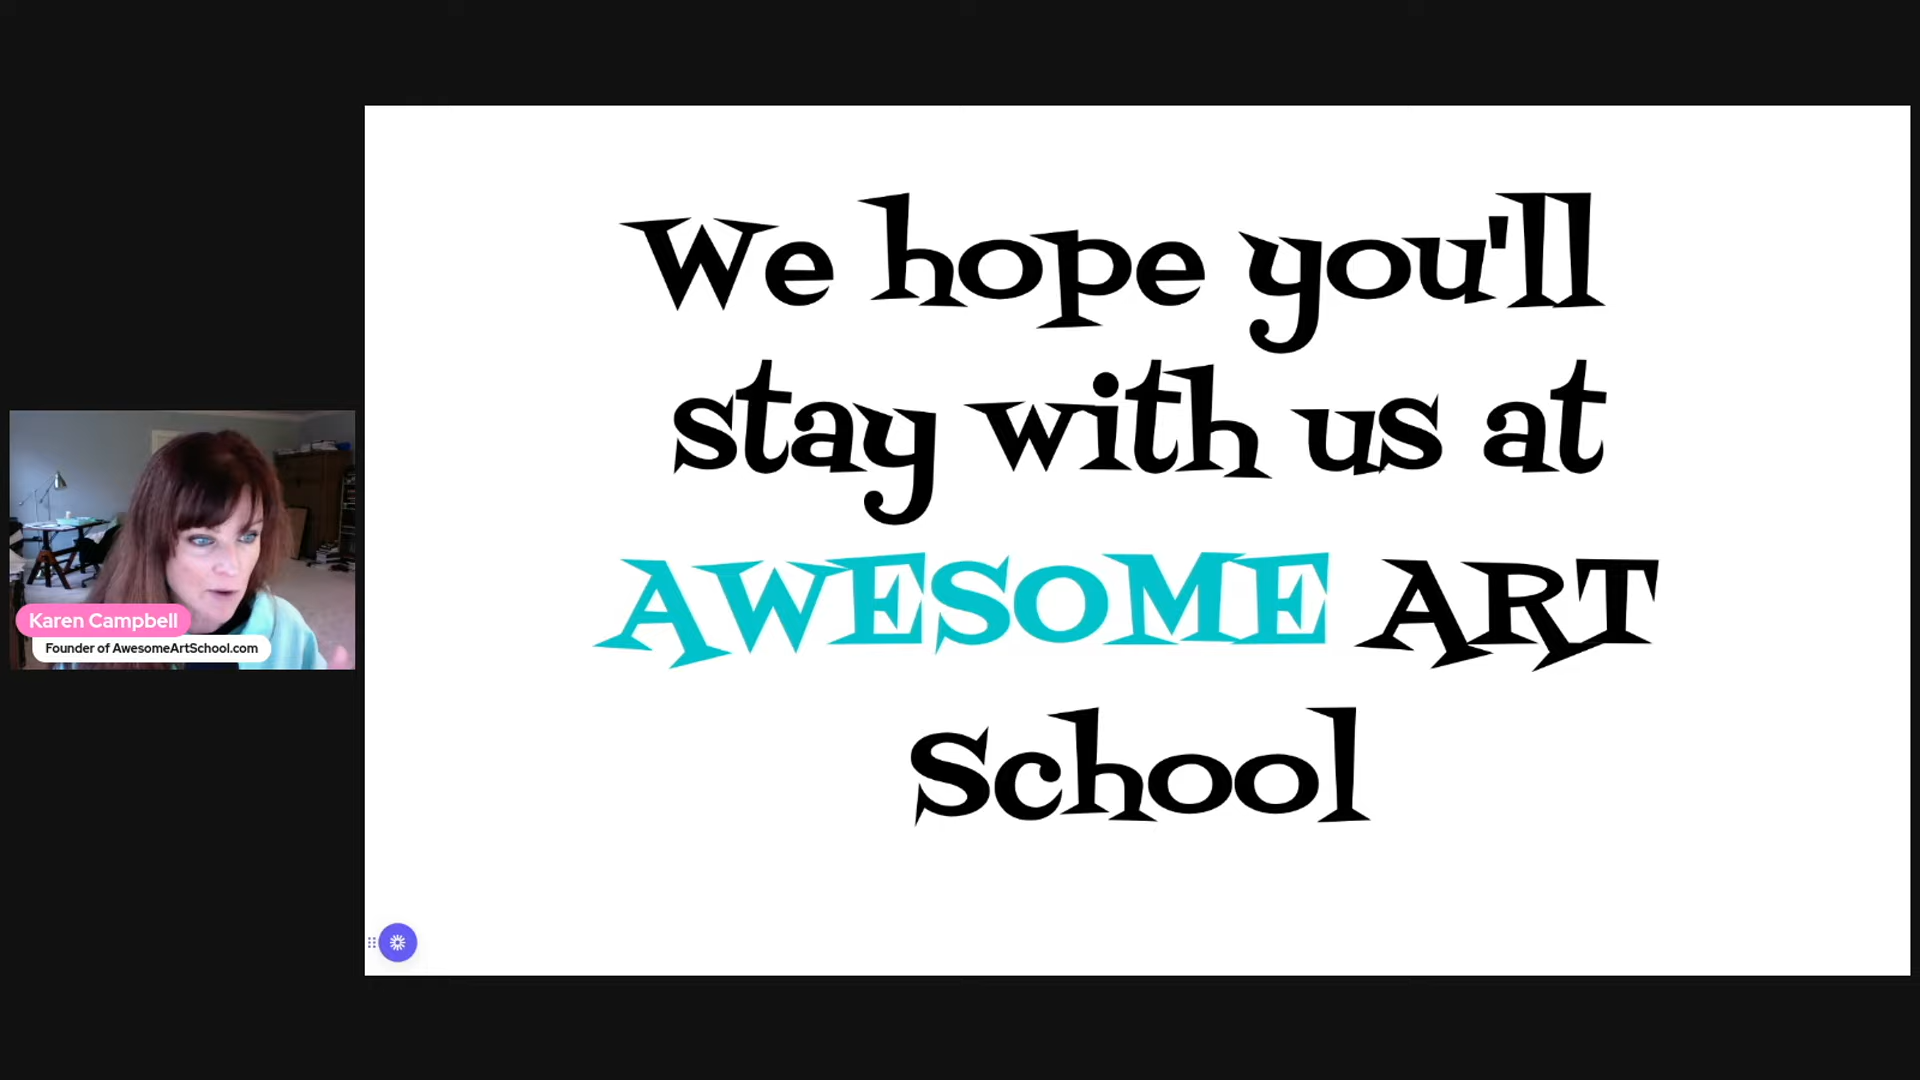 We hope you'll
stay with us at
AWESOME ART
School
Karen Campbell
Founder of AwesomeArtSchool.com